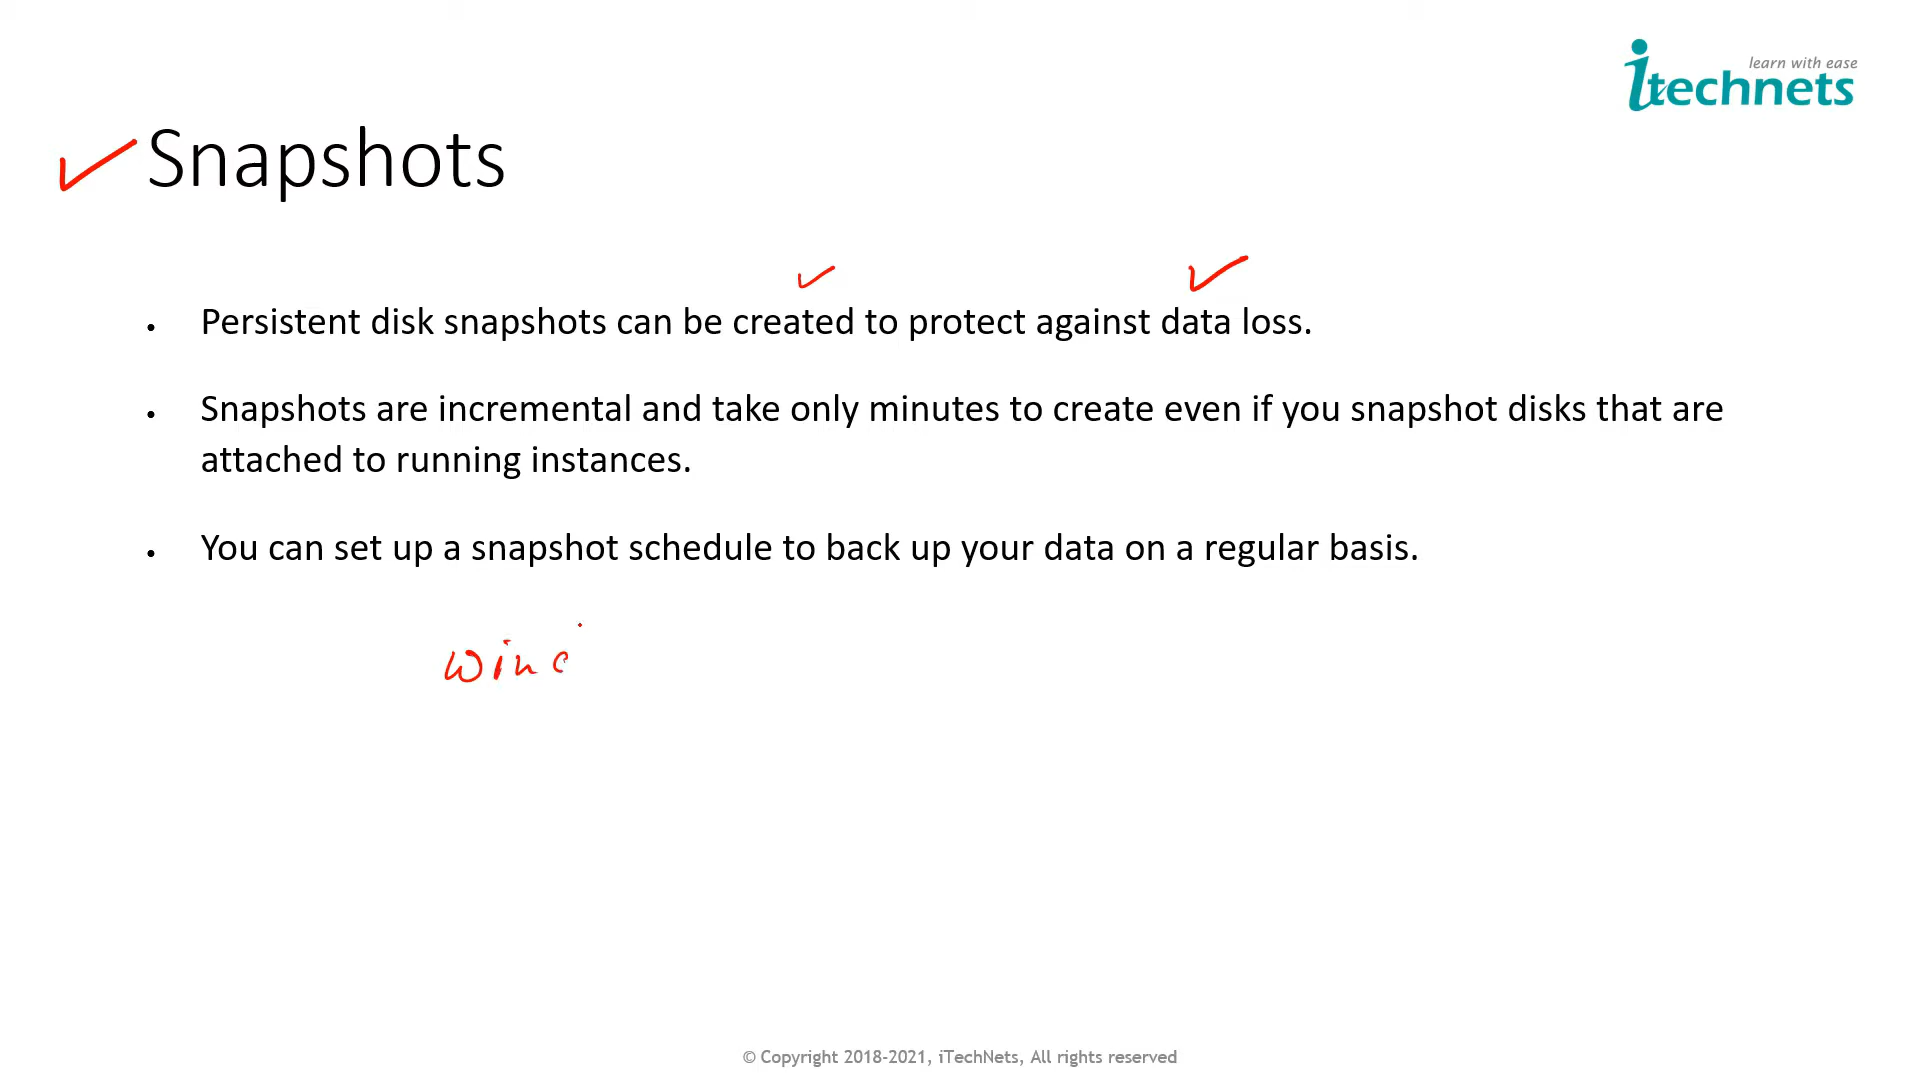 learn with ease
itechnets
Snapshots
• Persistent disk snapshots can be created to protect against data loss.
• Snapshots are incremental and take only minutes to create even if you snapshot disks that are
attached to running instances.
• You can set up a snapshot schedule to back up your data on a regular basis.
winc
© Copyright 2018-2021, iTechNets, All rights reserved